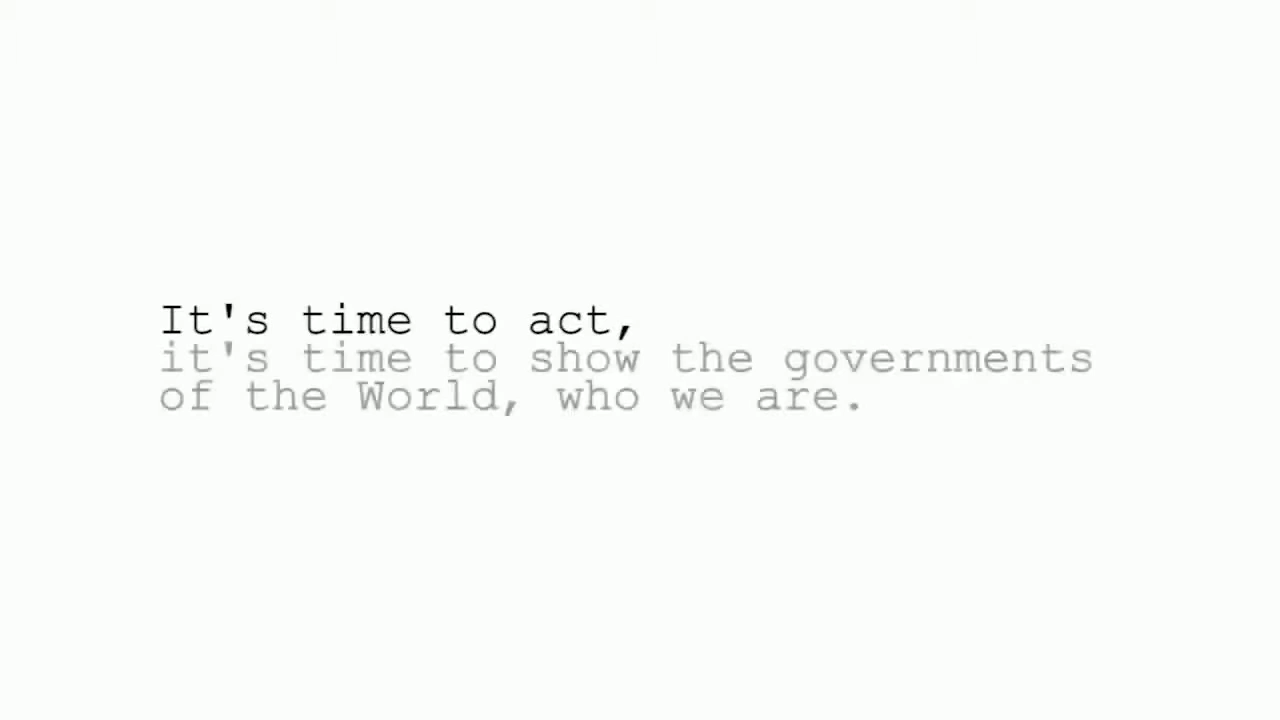 It's time to act,
it's time to show the governments
of the World, who we are.